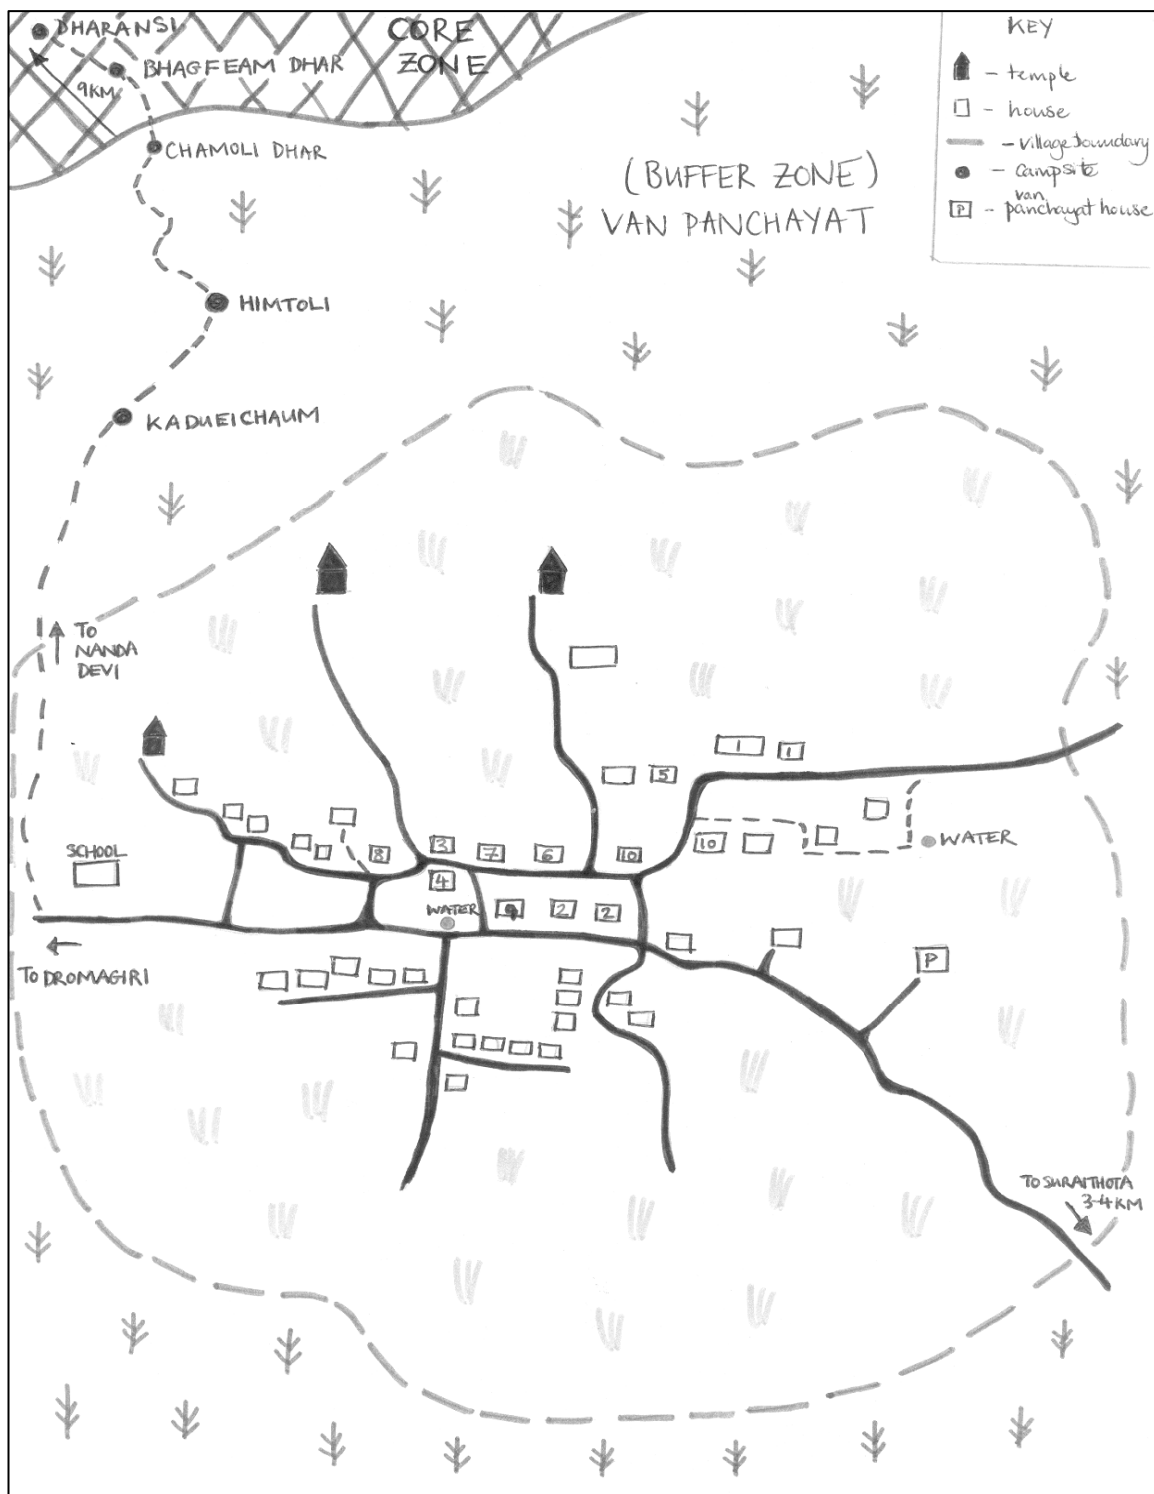 DHARANSI
BHAGFEAM DHAR
9KM
CORE
ZONE
CHAMOLI DHAR
KEY
- temple
- house
- village boundary
- campsite
van
P - panchayat house
(BUFFER ZONE)
VAN PANCHAYAT
HIMTOLI
KADUEICHAUM
TO
NANDA
DEVI
1
1
5
SCHOOL
8
3
7
6
10
10
WATER
4
WATER
9
2
2
TO DROMAGIRI
P
TO SURAITHOTA
3-4KM